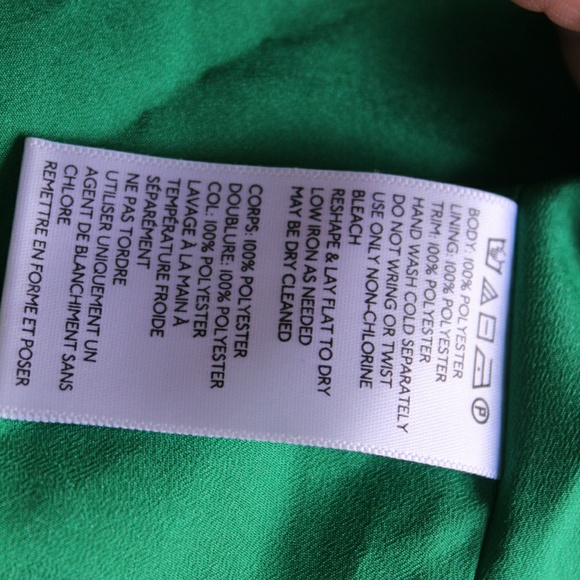 BODY: 100% POLYESTER
LINING: 100% POLYESTER
TRIM: 100% POLYESTER
HAND WASH COLD SEPARATELY
DO NOT WRING OR TWIST
USE ONLY NON-CHLORINE
BLEACH
RESHAPE & LAY FLAT TO DRY
LOW IRON AS NEEDED
MAY BE DRY CLEANED
CORPS: 100% POLYESTER
DOUBLURE: 100% POLYESTER
COL: 100% POLYESTER
LAVAGE À LA MAIN À
TEMPÉRATURE FROIDE
SÉPARÉMENT
NE PAS TORDRE
UTILISER UNIQUEMENT UN
AGENT DE BLANCHIMENT SANS
CHLORE
REMETTRE EN FORME ET POSER